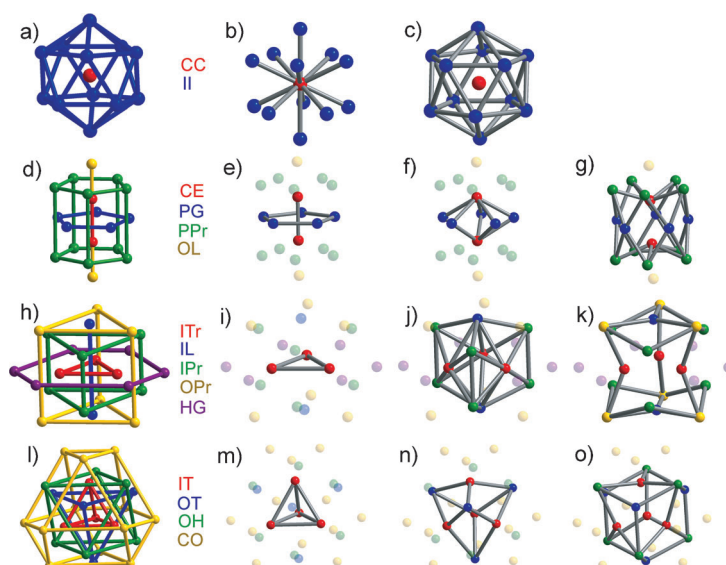 a)
CC
II
b)
c)
d)
CE
PG
PPr
OL
e)
f)
g)
h)
ITr
IL
IPr
OPr
HG
i)
j)
k)
l)
IT
OT
OH
CO
m)
n)
o)